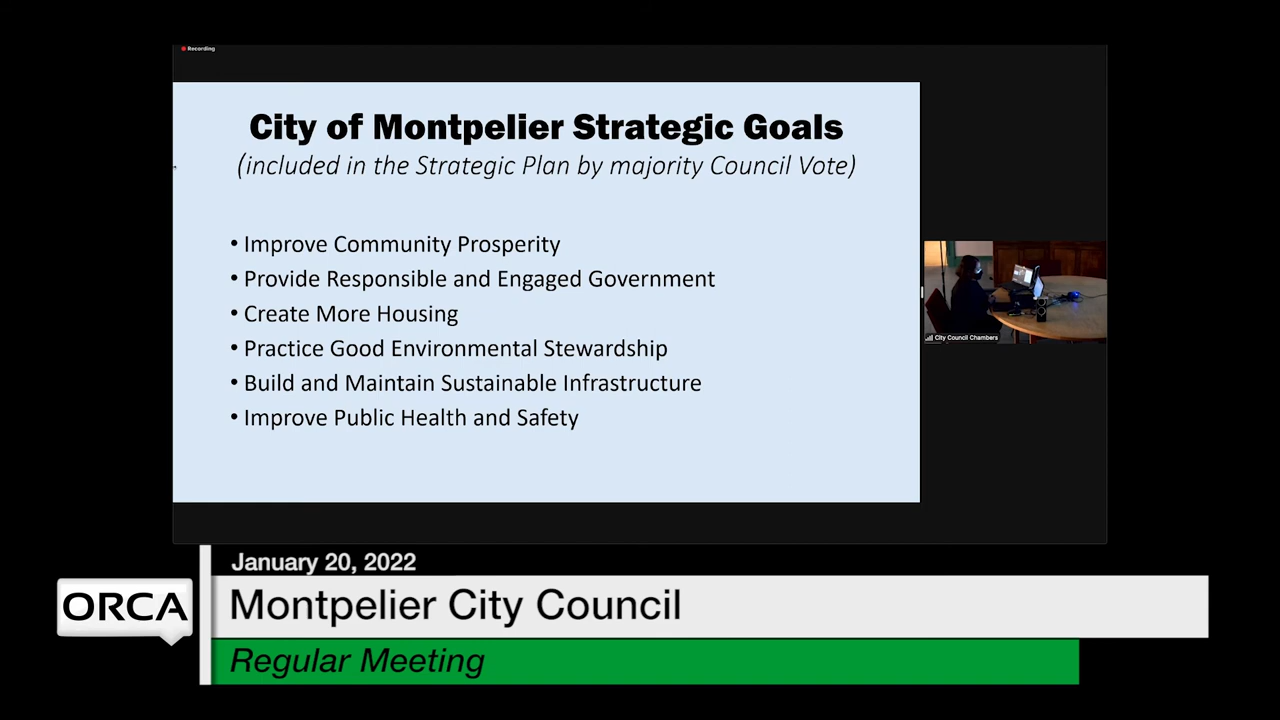 Recording
City of Montpelier Strategic Goals
(included in the Strategic Plan by majority Council Vote)
• Improve Community Prosperity
• Provide Responsible and Engaged Government
• Create More Housing
• Practice Good Environmental Stewardship
• Build and Maintain Sustainable Infrastructure
• Improve Public Health and Safety
City Council Chambers
January 20, 2022
ORCA
Montpelier City Council
Regular Meeting